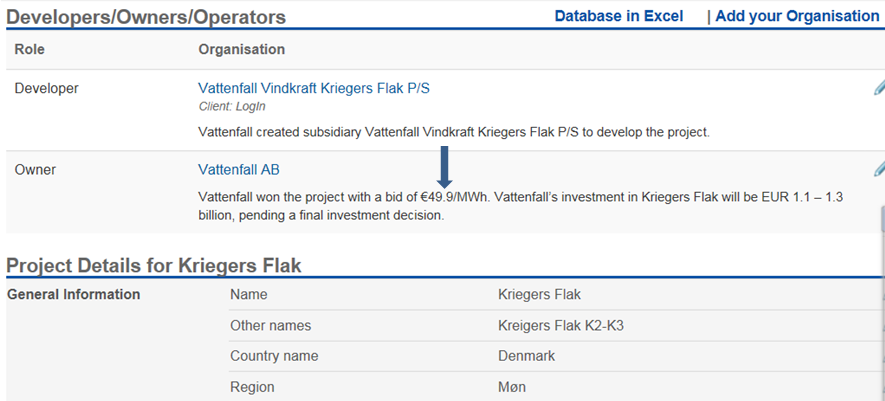 Developers/Owners/Operators Database in Excel | Add your Organisation
Role Organisation
Developer Vattenfall Vindkraft Kriegers Flak P/S
Client: LogIn
Vattenfall created subsidiary Vattenfall Vindkraft Kriegers Flak P/S to develop the project.
Owner Vattenfall AB
Vattenfall won the project with a bid of €49.9/MWh. Vattenfall's investment in Kriegers Flak will be EUR 1.1 – 1.3
billion, pending a final investment decision.
Project Details for Kriegers Flak
General Information Name Kriegers Flak
Other names Kreigers Flak K2-K3
Country name Denmark
Region Møn